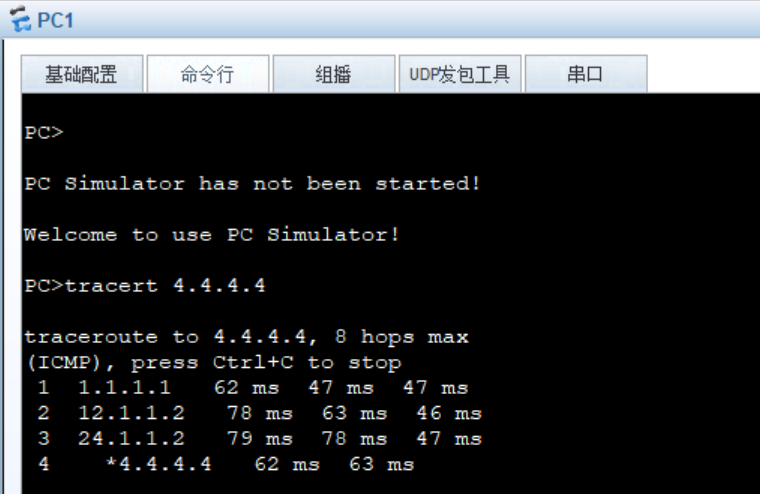 PC1
基础配置 命令行 组播 UDP发包工具 串口
PC>
PC Simulator has not been started!
Welcome to use PC Simulator!
PC>tracert 4.4.4.4
traceroute to 4.4.4.4, 8 hops max
(ICMP), press Ctrl+C to stop
1 1.1.1.1 62 ms 47 ms 47 ms
2 12.1.1.2 78 ms 63 ms 46 ms
3 24.1.1.2 79 ms 78 ms 47 ms
4 *4.4.4.4 62 ms 63 ms